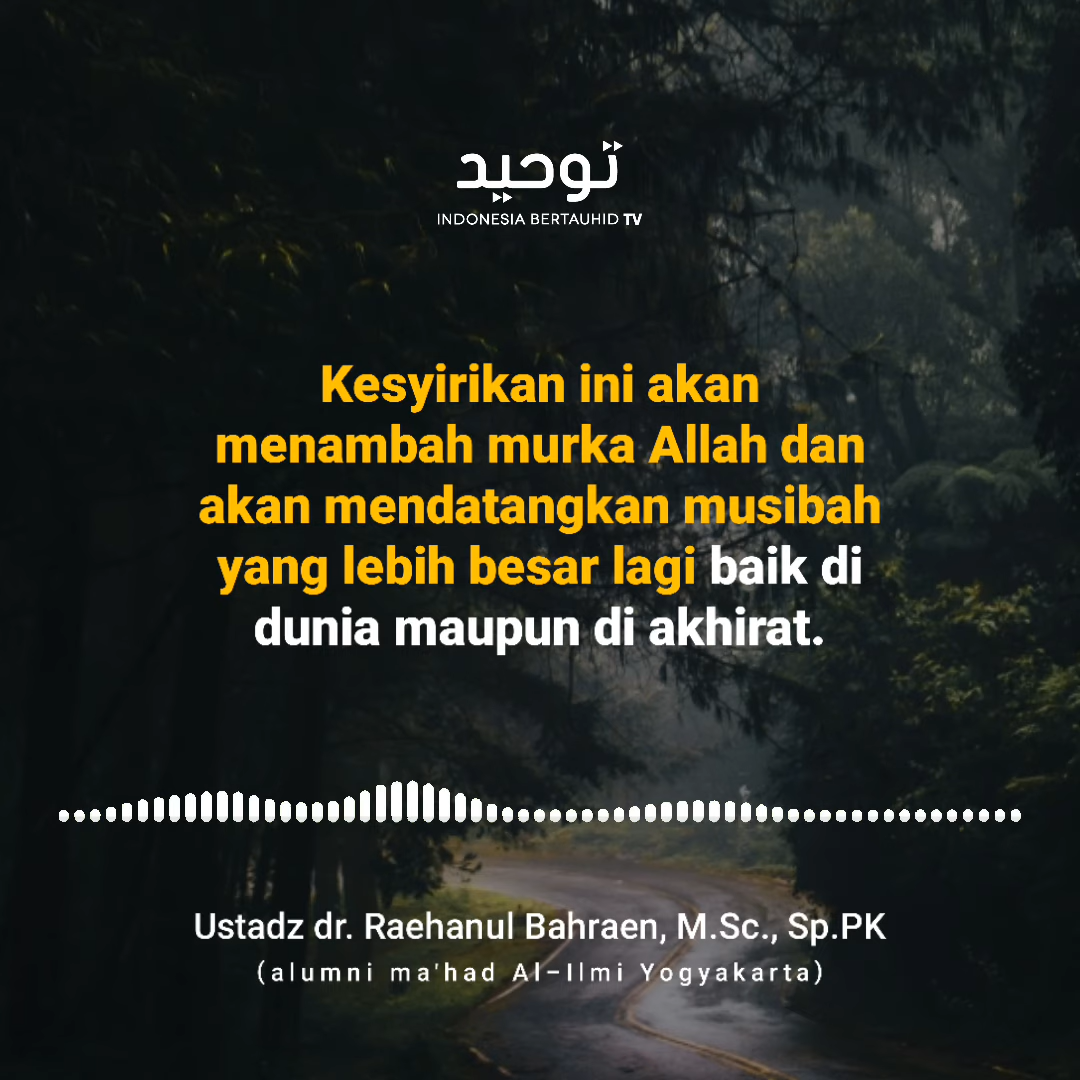 توحيد
INDONESIA BERTAUHID TV
Kesyirikan ini akan
menambah murka Allah dan
akan mendatangkan musibah
yang lebih besar lagi baik di
dunia maupun di akhirat.
Ustadz dr. Raehanul Bahraen, M.Sc., Sp.PK
(alumni ma'had Al-Ilmi Yogyakarta)